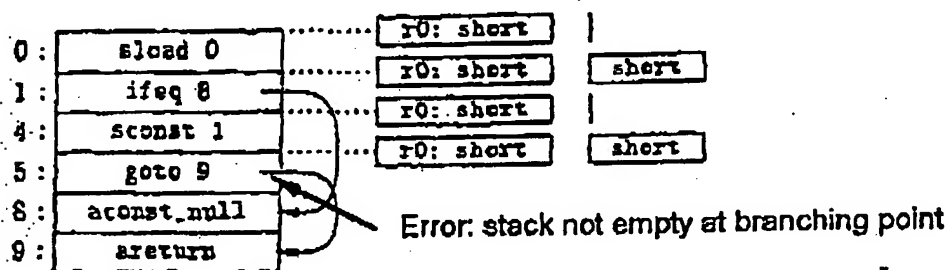 r0: short
0: sload 0
r0: short short
1: ifeq 8
r0: short
4: sconst 1
r0: short short
5: goto 9
8: aconst_null
Error: stack not empty at branching point
9: areturn